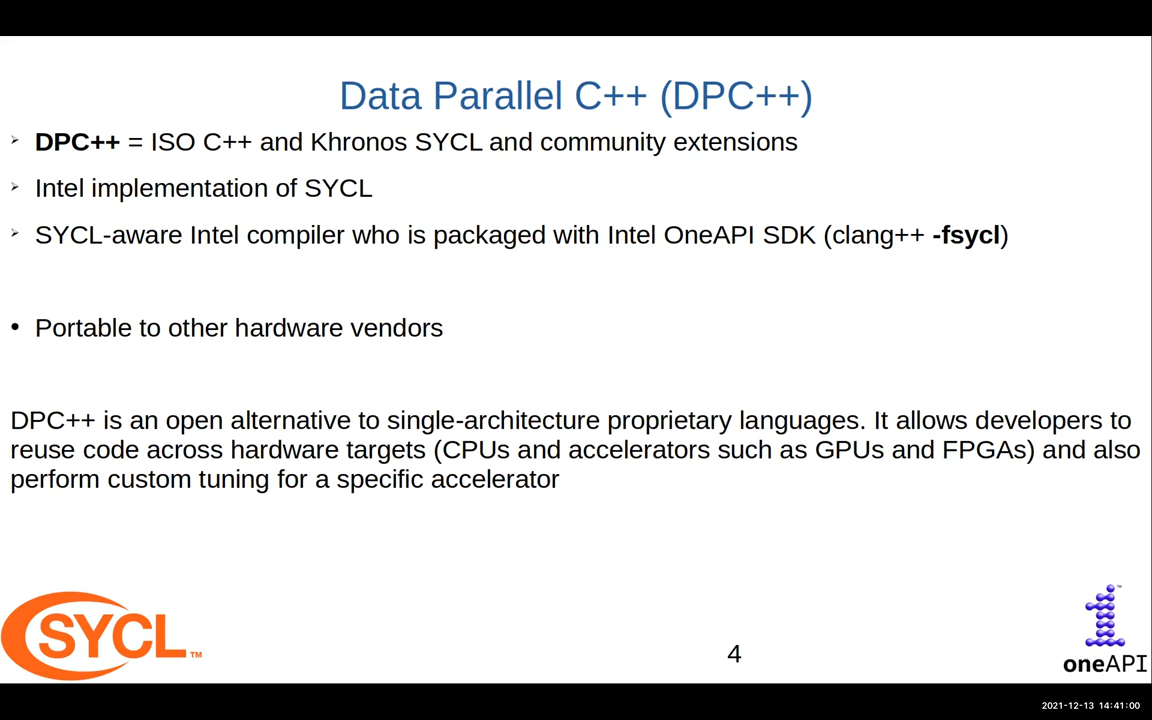 Data Parallel C++ (DPC++)
➢ DPC++ = ISO C++ and Khronos SYCL and community extensions
➢ Intel implementation of SYCL
➢ SYCL-aware Intel compiler who is packaged with Intel OneAPI SDK (clang++ -fsycl)
• Portable to other hardware vendors
DPC++ is an open alternative to single-architecture proprietary languages. It allows developers to
reuse code across hardware targets (CPUs and accelerators such as GPUs and FPGAs) and also
perform custom tuning for a specific accelerator
SYCL™
4
1™
oneAPI
2021-12-13 14:41:00